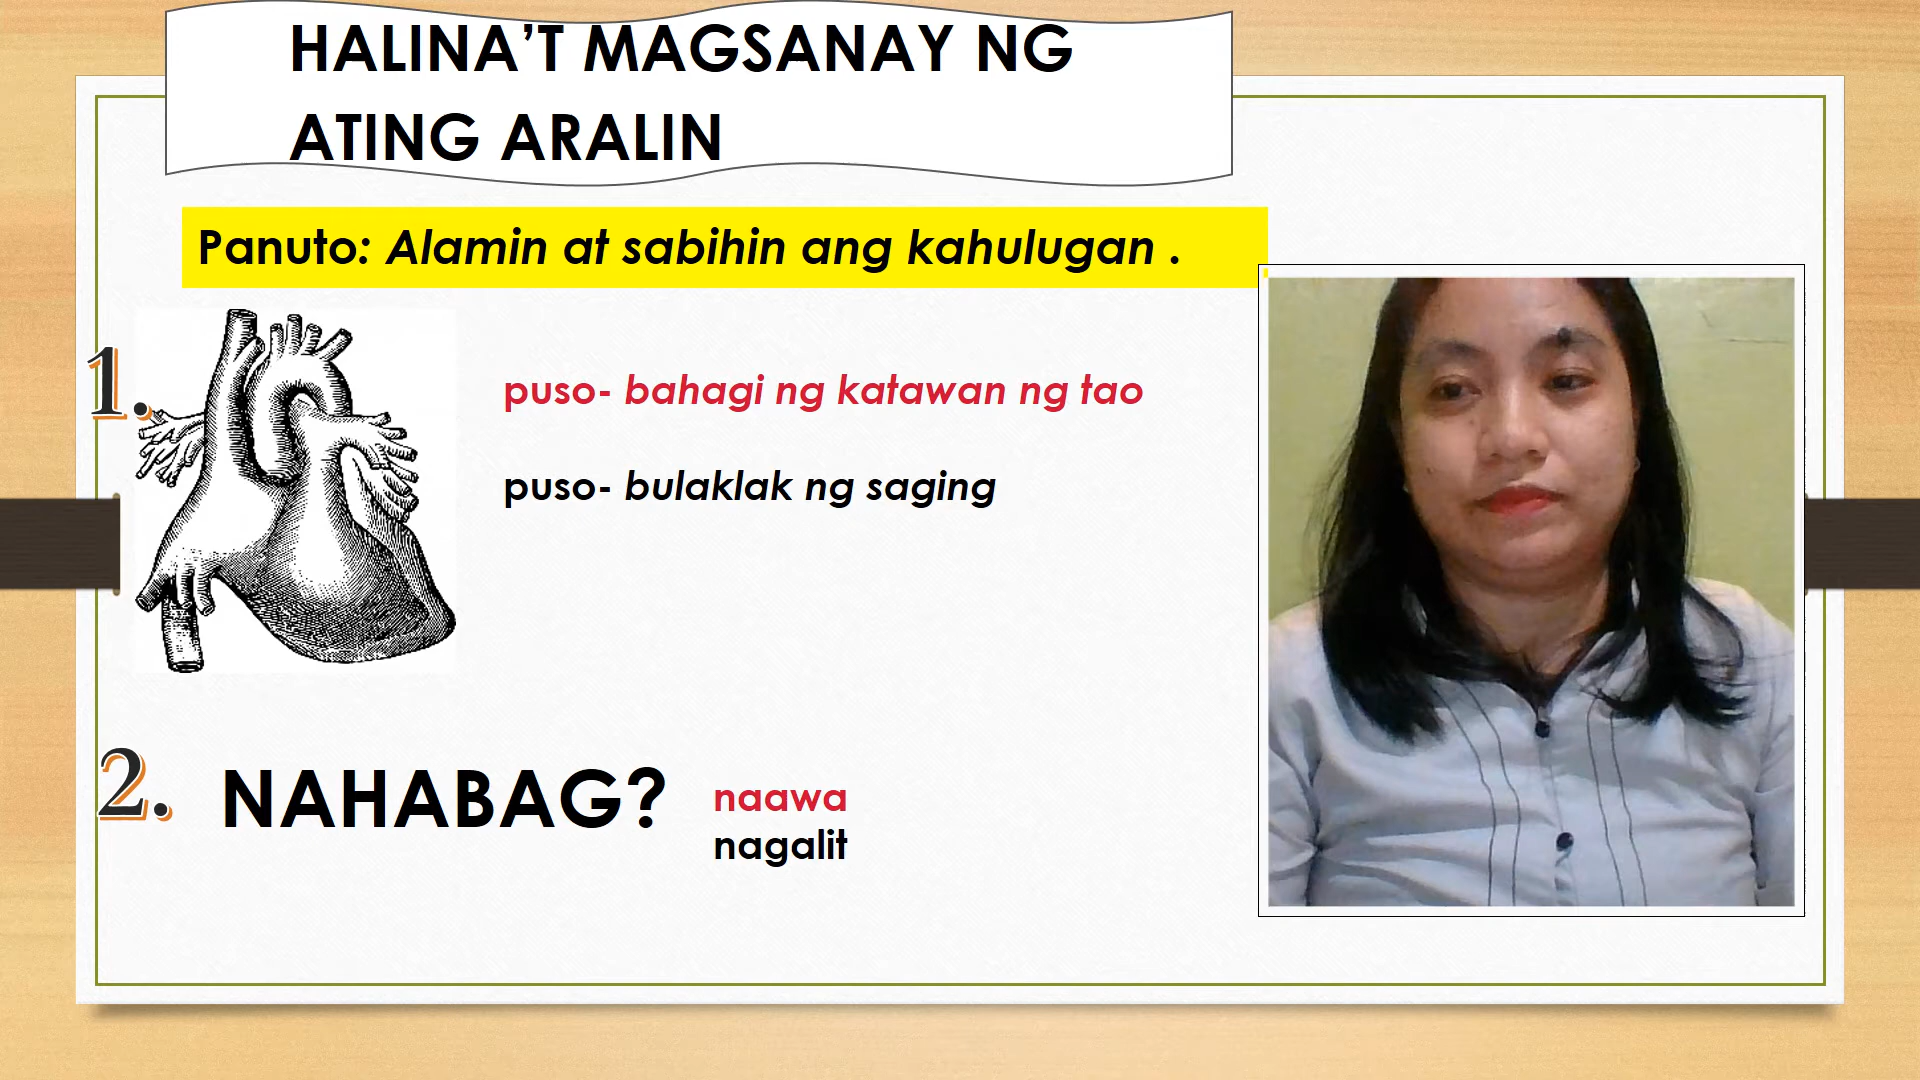 HALINA’T MAGSANAY NG
ATING ARALIN
Panuto: Alamin at sabihin ang kahulugan .
1.
puso- bahagi ng katawan ng tao
puso- bulaklak ng saging
2.
NAHABAG?
naawa
nagalit